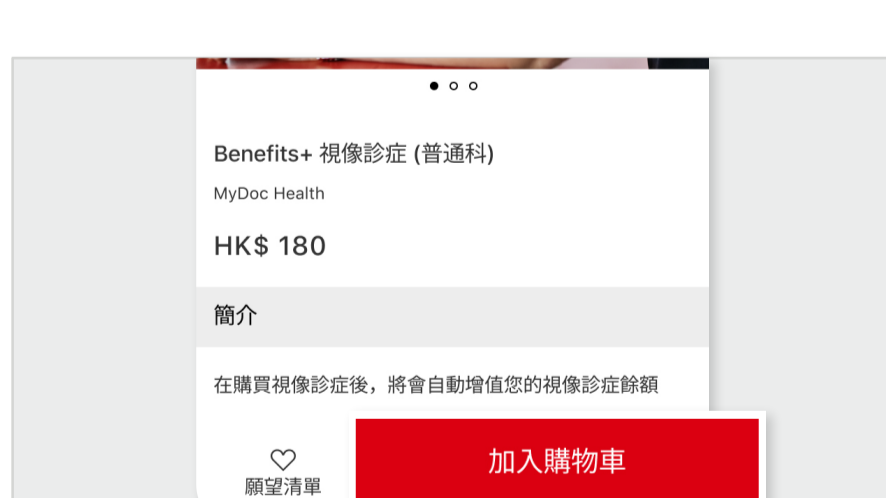 Benefits+ 視像診症 (普通科)
MyDoc Health
HK$ 180
簡介
在購買視像診症後，將會自動增值您的視像診症餘額
加入購物車
願望清單